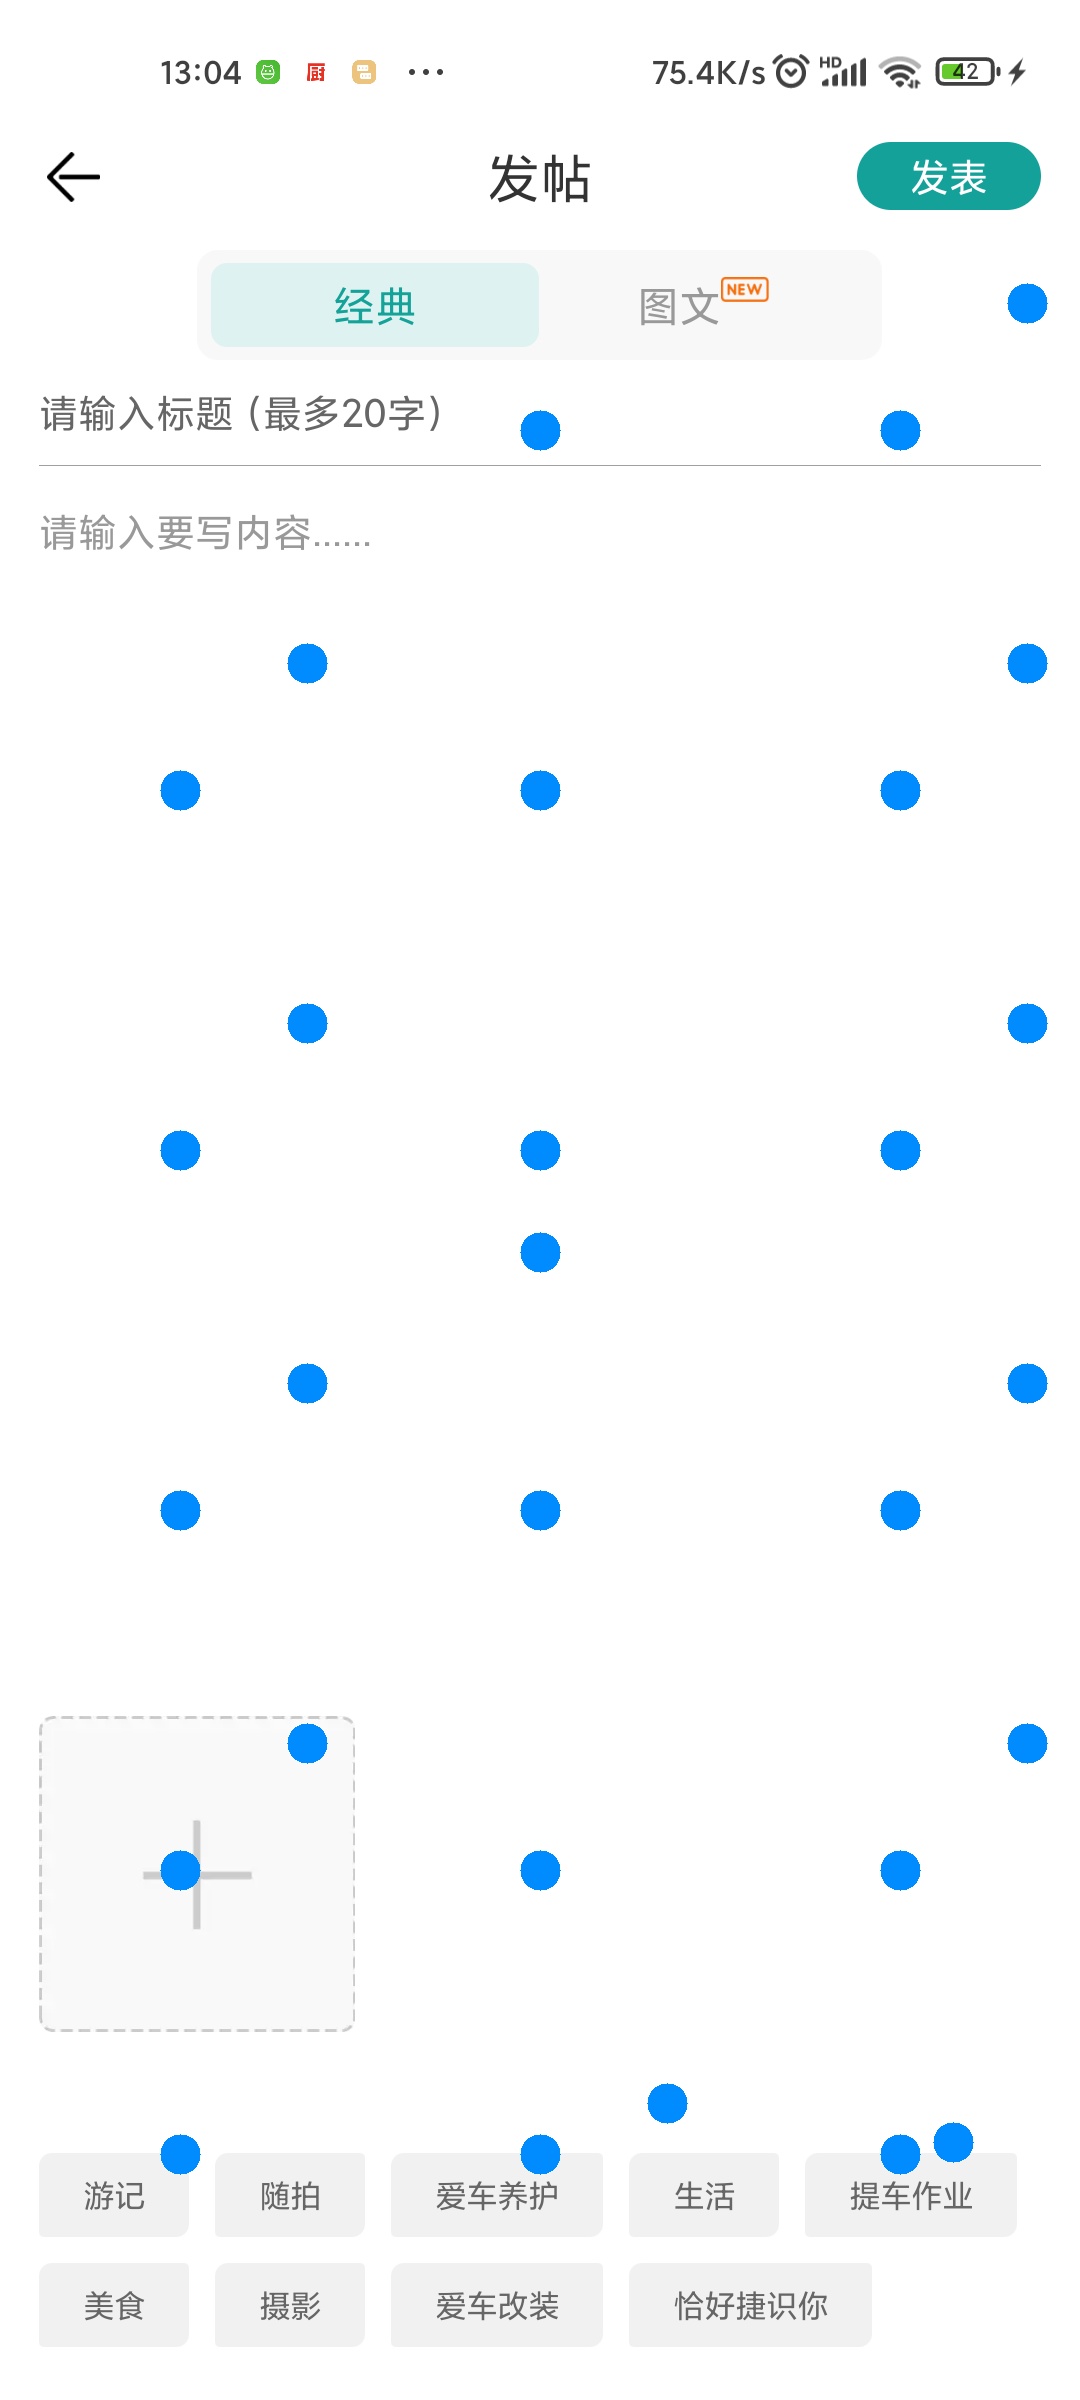 13:04 厨 ... 75.4K/s HD 42
发帖 发表
经典 图文 NEW
请输入标题（最多20字）
请输入要写内容......
游记 随拍 爱车养护 生活 提车作业
美食 摄影 爱车改装 恰好捷识你